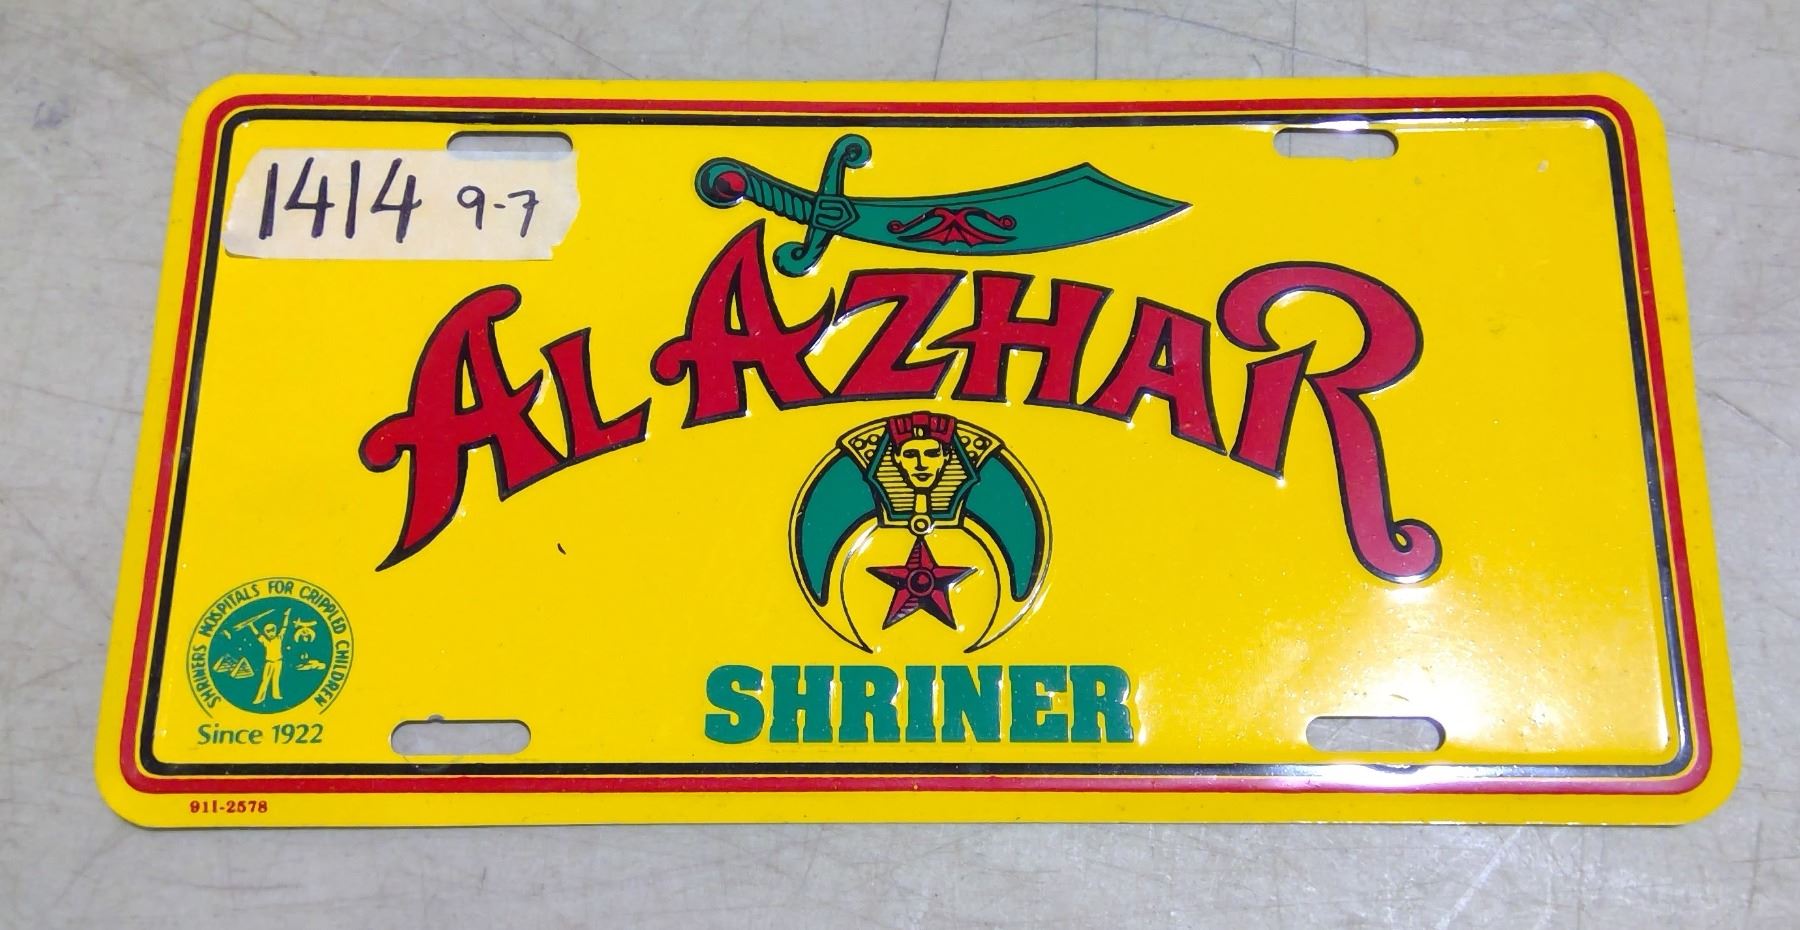 1414 9-7
AL AZHAR
SHRINERS HOSPITALS FOR CRIPPLED CHILDREN
Since 1922
SHRINER
911-2578